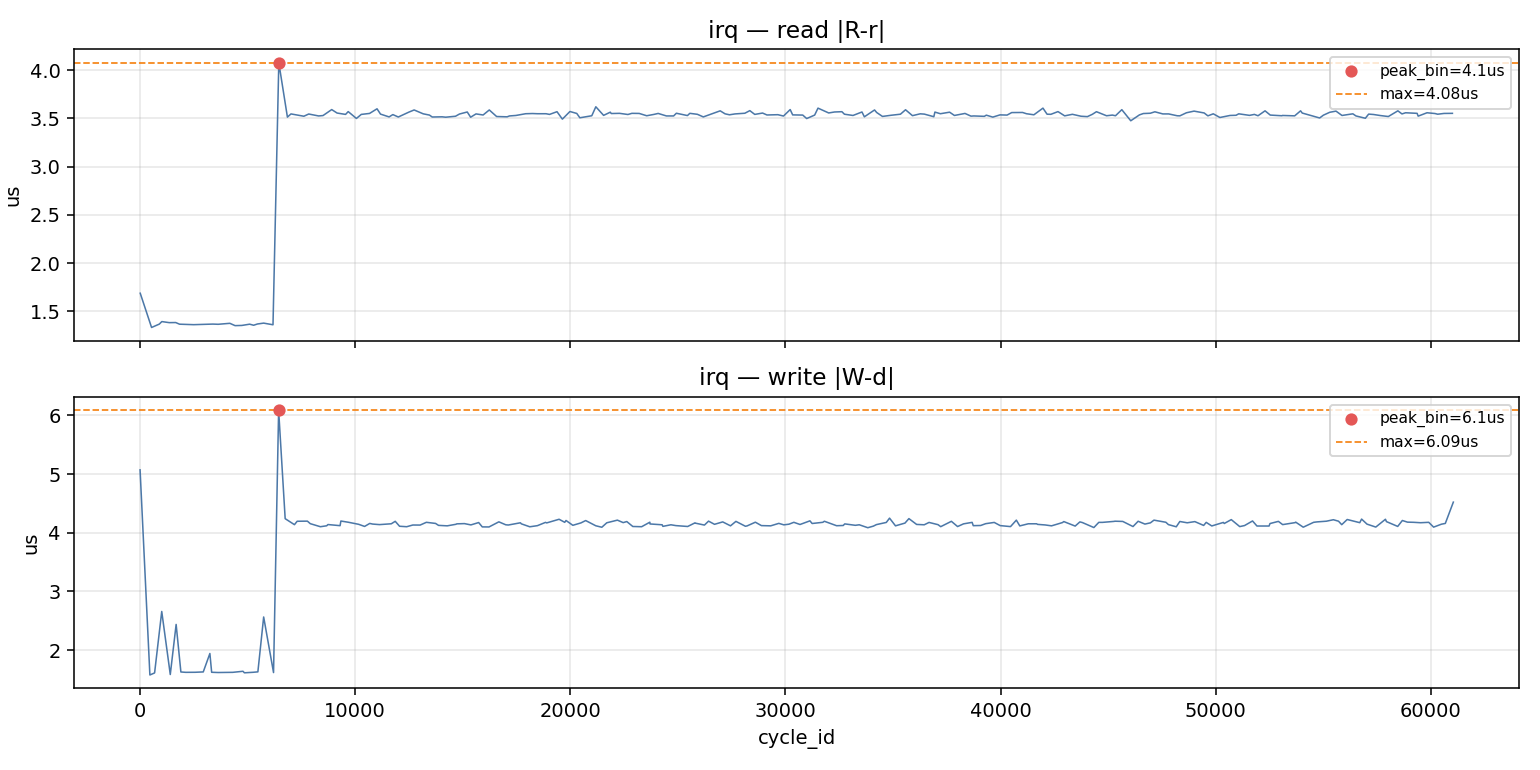 irq — read |R-r|
4.0
3.5
3.0
2.5
2.0
1.5
us
peak_bin=4.1us
max=4.08us
irq — write |W-d|
6
5
4
3
2
us
peak_bin=6.1us
max=6.09us
0 10000 20000 30000 40000 50000 60000
cycle_id